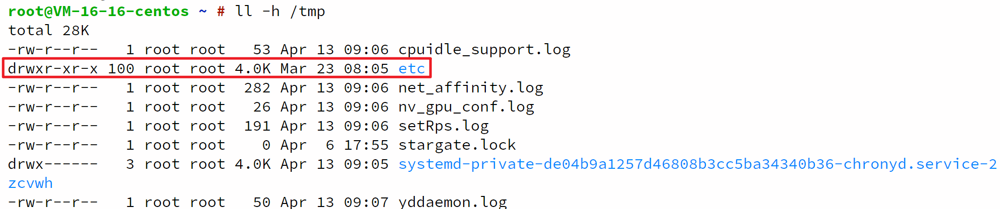 root@VM-16-16-centos ~ # ll -h /tmp
total 28K
-rw-r--r--   1 root root   53 Apr 13 09:06 cpuidle_support.log
drwxr-xr-x 100 root root 4.0K Mar 23 08:05 etc
-rw-r--r--   1 root root  282 Apr 13 09:06 net_affinity.log
-rw-r--r--   1 root root   26 Apr 13 09:06 nv_gpu_conf.log
-rw-r--r--   1 root root  191 Apr 13 09:06 setRps.log
-rw-r--r--   1 root root    0 Apr  6 17:55 stargate.lock
drwx------   3 root root 4.0K Apr 13 09:05 systemd-private-de04b9a1257d46808b3cc5ba34340b36-chronyd.service-2
zcvwh
-rw-r--r--   1 root root   50 Apr 13 09:07 yddaemon.log